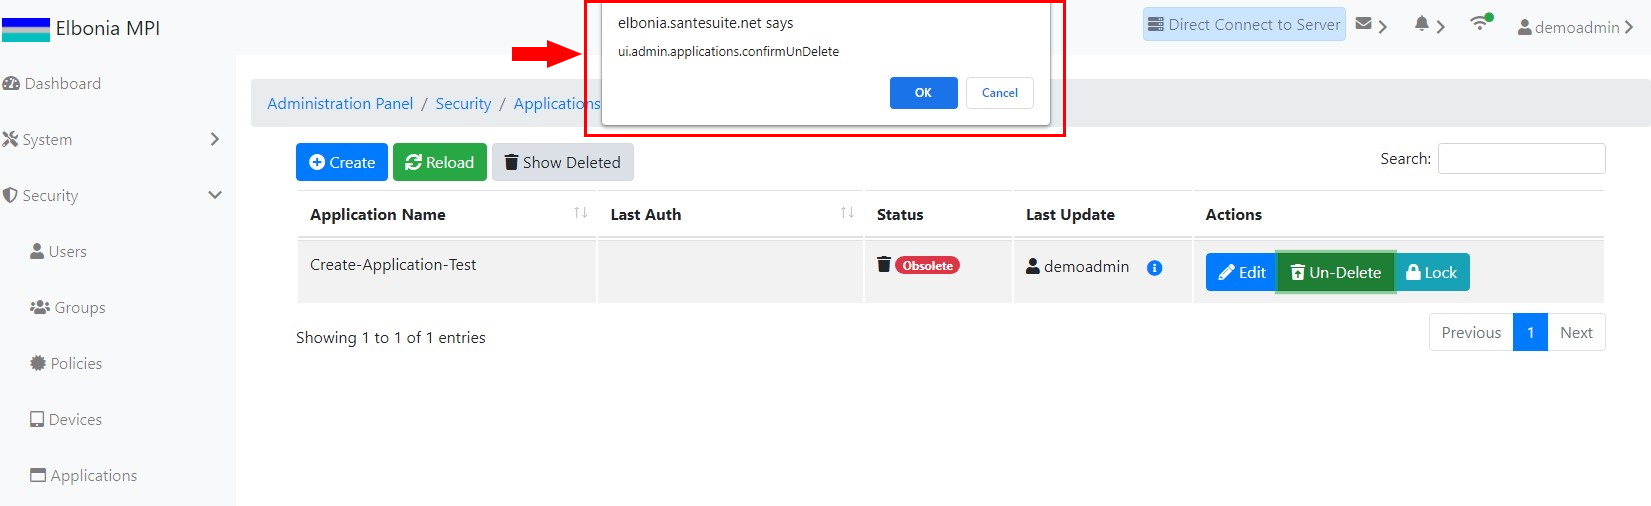 Elbonia MPI
elbonia.santesuite.net says
ui.admin.applications.confirmUnDelete
OK
Cancel
Direct Connect to Server
demoadmin
Dashboard
System
Security
Users
Groups
Policies
Devices
Applications
Administration Panel / Security / Applications
Create
Reload
Show Deleted
Search:
Application Name Last Auth Status Last Update Actions
Create-Application-Test Obsolete demoadmin Edit Un-Delete Lock
Showing 1 to 1 of 1 entries
Previous 1 Next